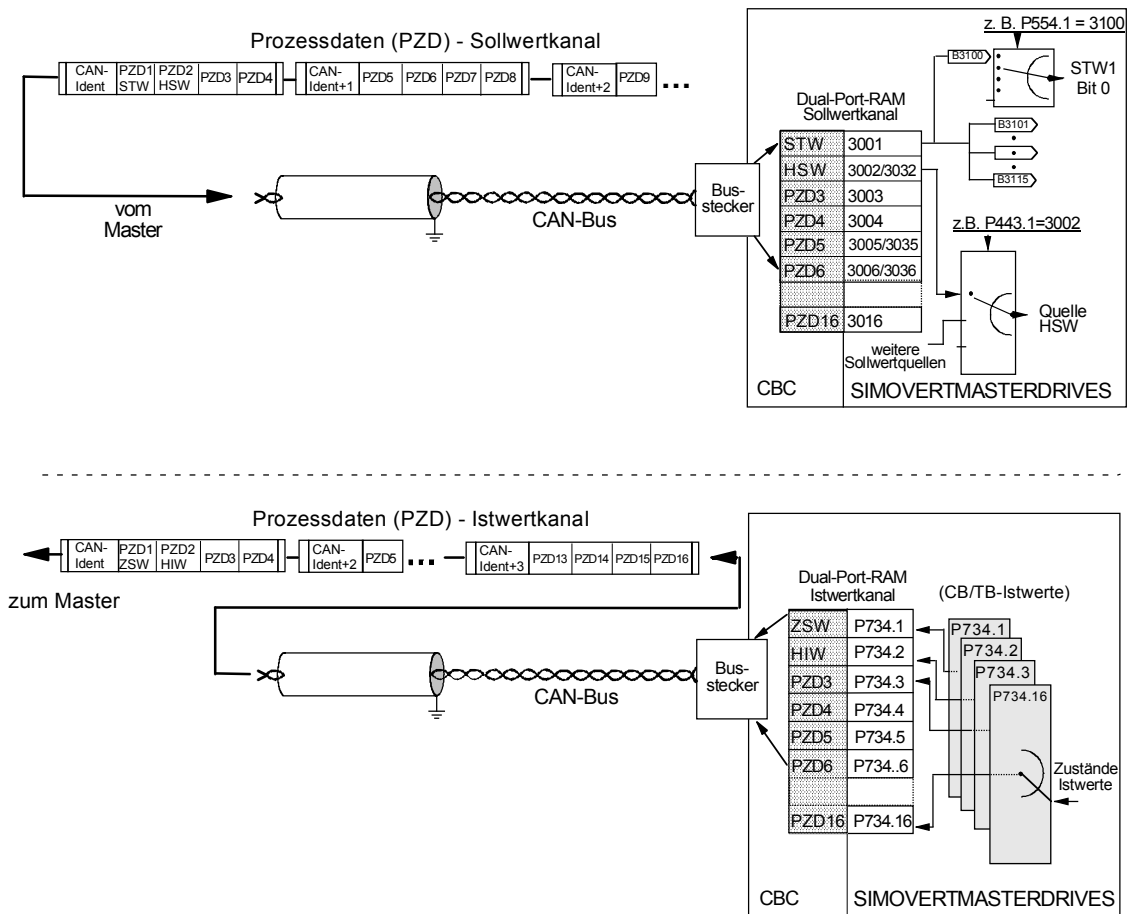 z. B. P554.1 = 3100
Prozessdaten (PZD) - Sollwertkanal
CAN-
Ident
PZD1
STW
PZD2
HSW
PZD3
PZD4
CAN-
Ident+1
PZD5
PZD6
PZD7
PZD8
CAN-
Ident+2
PZD9
...
B3100
STW1
Bit 0
Dual-Port-RAM
Sollwertkanal
STW 3001
HSW 3002/3032
PZD3 3003
PZD4 3004
PZD5 3005/3035
PZD6 3006/3036
PZD16 3016
B3101
B3115
vom
Master
CAN-Bus
Bus-
stecker
z.B. P443.1=3002
Quelle
HSW
weitere
Sollwertquellen
CBC
SIMOVERTMASTERDRIVES
Prozessdaten (PZD) - Istwertkanal
CAN-
Ident
PZD1
ZSW
PZD2
HIW
PZD3
PZD4
CAN-
Ident+2
PZD5
...
CAN-
Ident+3
PZD13
PZD14
PZD15
PZD16
zum Master
CAN-Bus
Bus-
stecker
Dual-Port-RAM
Istwertkanal
ZSW P734.1
HIW P734.2
PZD3 P734.3
PZD4 P734.4
PZD5 P734.5
PZD6 P734..6
PZD16 P734.16
(CB/TB-Istwerte)
P734.1
P734.2
P734.3
P734.16
Zustände
Istwerte
CBC
SIMOVERTMASTERDRIVES